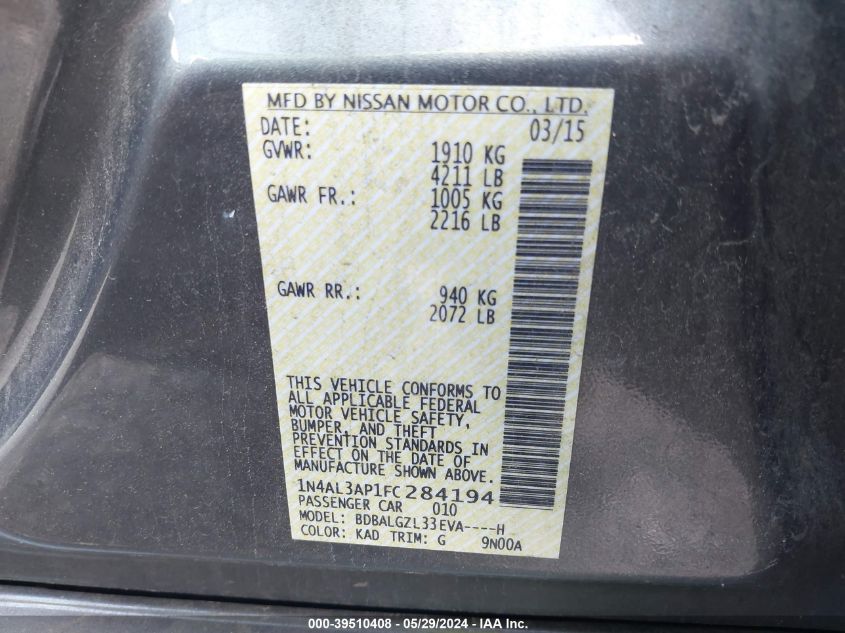 MFD BY NISSAN MOTOR CO., LTD.
DATE: 03/15
GVWR: 1910 KG
4211 LB
GAWR FR.: 1005 KG
2216 LB
GAWR RR.: 940 KG
2072 LB
THIS VEHICLE CONFORMS TO
ALL APPLICABLE FEDERAL
MOTOR VEHICLE SAFETY,
BUMPER, AND THEFT
PREVENTION STANDARDS IN
EFFECT ON THE DATE OF
MANUFACTURE SHOWN ABOVE.
1N4AL3AP1FC284194
PASSENGER CAR 010
MODEL: BDBALGZL33EVA----H
COLOR: KAD TRIM: G 9N00A
000-39510408 - 05/29/2024 - IAA Inc.